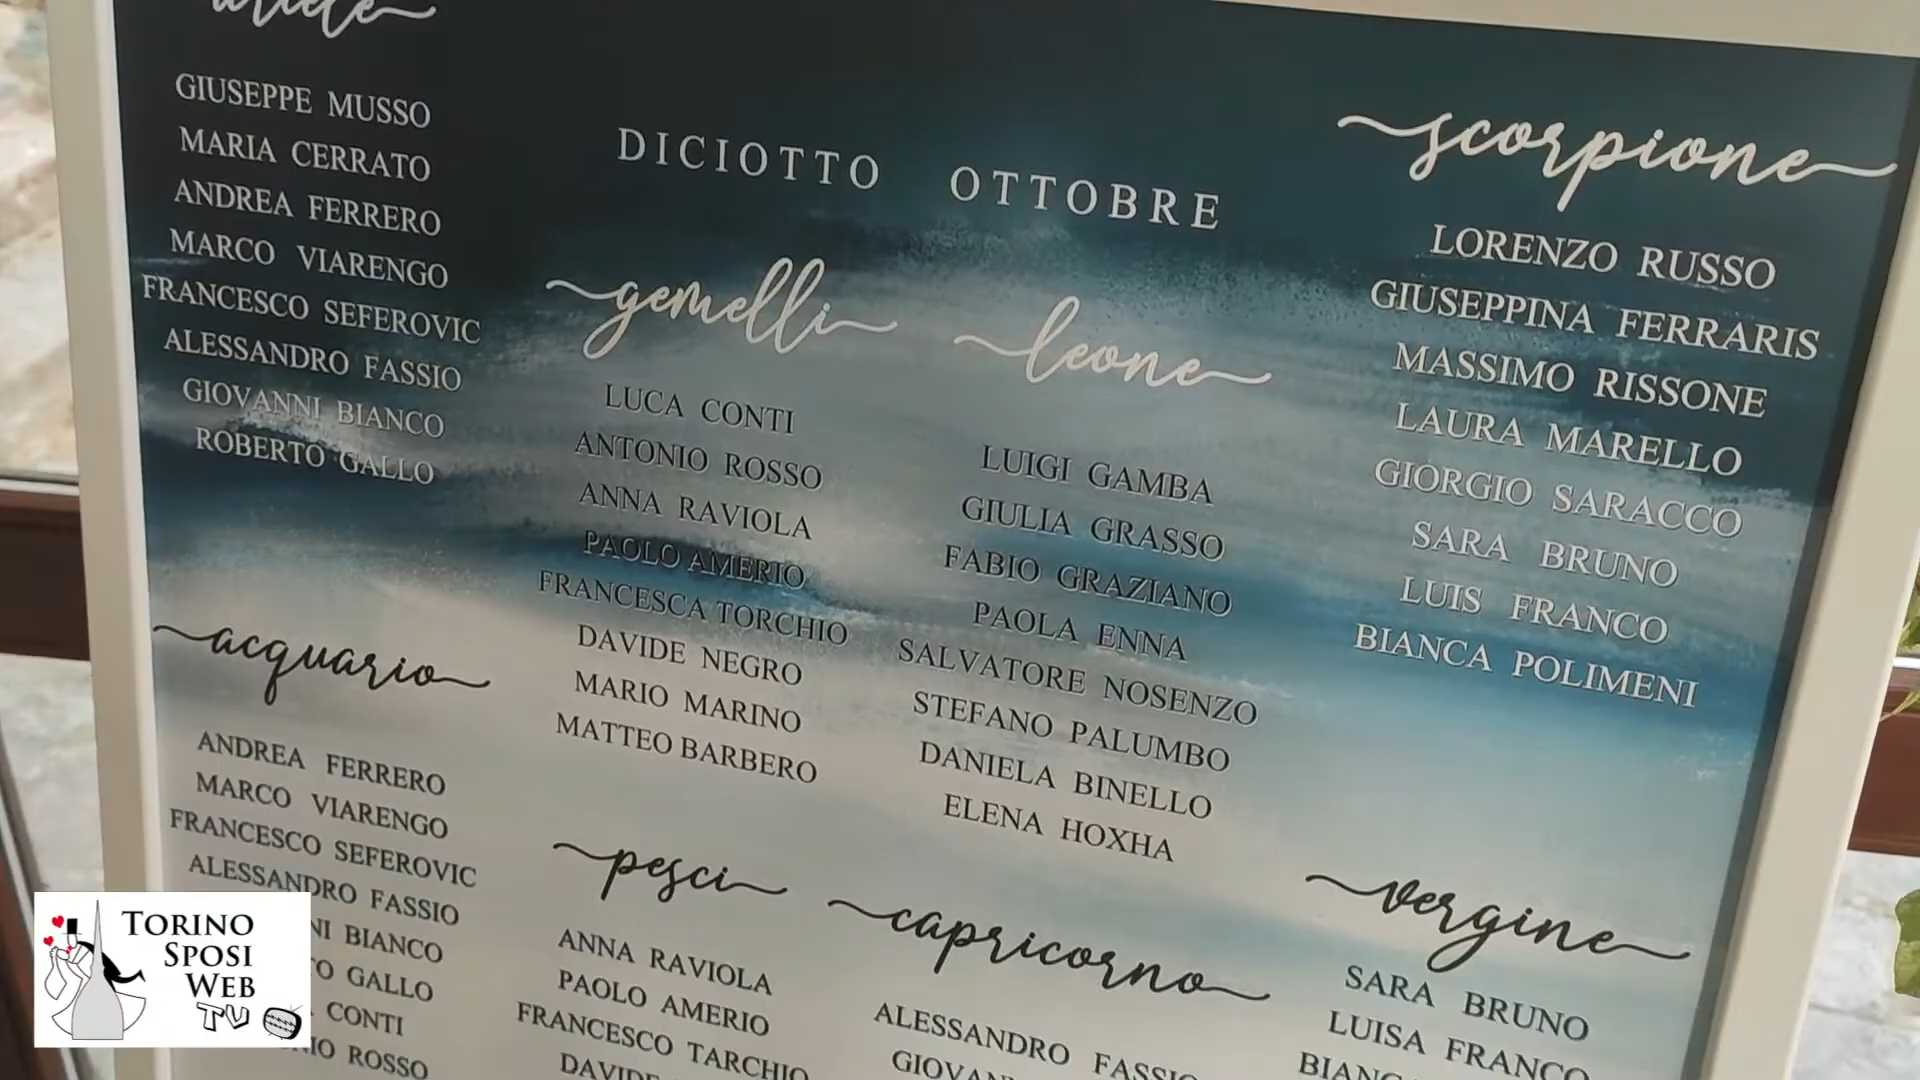 ariete
GIUSEPPE MUSSO
MARIA CERRATO
ANDREA FERRERO
MARCO VIARENGO
FRANCESCO SEFEROVIC
ALESSANDRO FASSIO
GIOVANNI BIANCO
ROBERTO GALLO
acquario
ANDREA FERRERO
MARCO VIARENGO
FRANCESCO SEFEROVIC
ALESSANDRO FASSIO
BIANCO
GALLO
CONTI
ROSSO
DICIOTTO OTTOBRE
gemelli
LUCA CONTI
ANTONIO ROSSO
ANNA RAVIOLA
PAOLO AMERIO
FRANCESCA TORCHIO
DAVIDE NEGRO
MARIO MARINO
MATTEO BARBERO
leone
LUIGI GAMBA
GIULIA GRASSO
FABIO GRAZIANO
PAOLA ENNA
SALVATORE NOSENZO
STEFANO PALUMBO
DANIELA BINELLO
ELENA HOXHA
pesci
ANNA RAVIOLA
PAOLO AMERIO
FRANCESCO TARCHIO
DAVIDE
capricorno
ALESSANDRO FASSIO
scorpione
LORENZO RUSSO
GIUSEPPINA FERRARIS
MASSIMO RISSONE
LAURA MARELLO
GIORGIO SARACCO
SARA BRUNO
LUIS FRANCO
BIANCA POLIMENI
vergine
SARA BRUNO
LUISA FRANCO
TORINO
SPOSI
WEB
TV